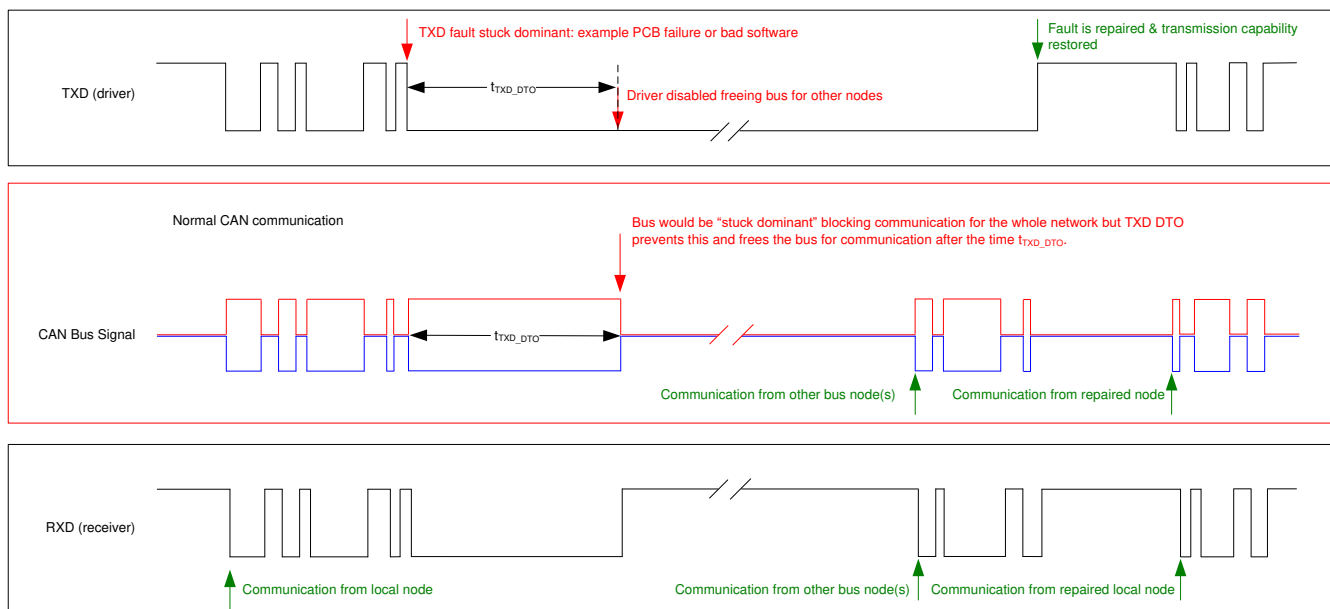 TXD fault stuck dominant: example PCB failure or bad software
Fault is repaired & transmission capability
restored
TXD (driver)
tTXD_DTO
Driver disabled freeing bus for other nodes
Normal CAN communication
Bus would be “stuck dominant” blocking communication for the whole network but TXD DTO
prevents this and frees the bus for communication after the time tTXD_DTO.
CAN Bus Signal
tTXD_DTO
Communication from other bus node(s)
Communication from repaired node
RXD (receiver)
Communication from local node
Communication from other bus node(s)
Communication from repaired local node